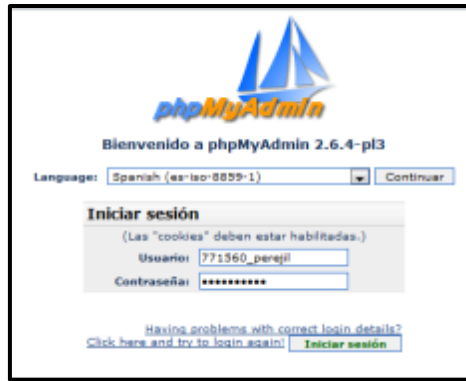 phpMyAdmin
Bienvenido a phpMyAdmin 2.6.4-pl3
Language: Spanish (es-iso-8859-1) Continuar
Iniciar sesión
(Las "cookies" deben estar habilitadas.)
Usuario: 771560_perejil
Contraseña: ••••••••••
Having problems with correct login details?
Click here and try to login again! Iniciar sesión